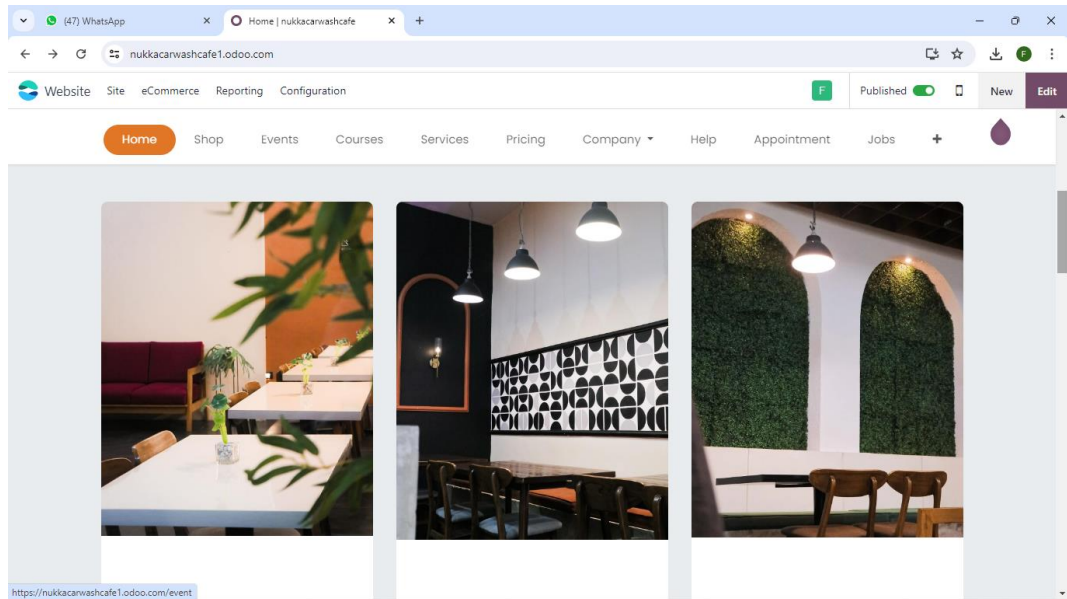 (47) WhatsApp
Home | nukkacarwashcafe
nukkacarwashcafe1.odoo.com
F
Website Site eCommerce Reporting Configuration
F
Published
New
Edit
Home Shop Events Courses Services Pricing Company Help Appointment Jobs +
https://nukkacarwashcafe1.odoo.com/event